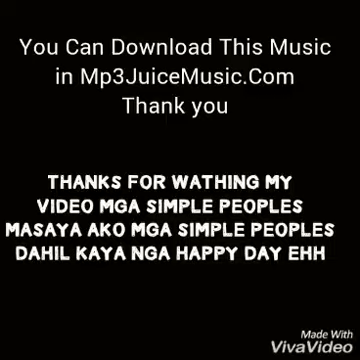 You Can Download This Music
in Mp3JuiceMusic.Com
Thank you
THANKS FOR WATHING MY
VIDEO MGA SIMPLE PEOPLES
MASAYA AKO MGA SIMPLE PEOPLES
DAHIL KAYA NGA HAPPY DAY EHH
Made With
VivaVideo